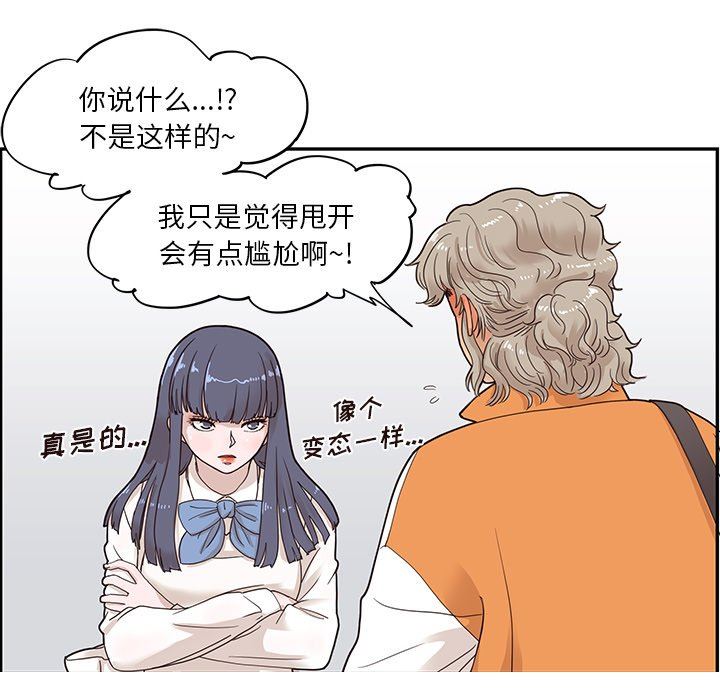 你说什么...!?
不是这样的~
我只是觉得甩开
会有点尴尬啊~!
真是的...
像个
变态一样...